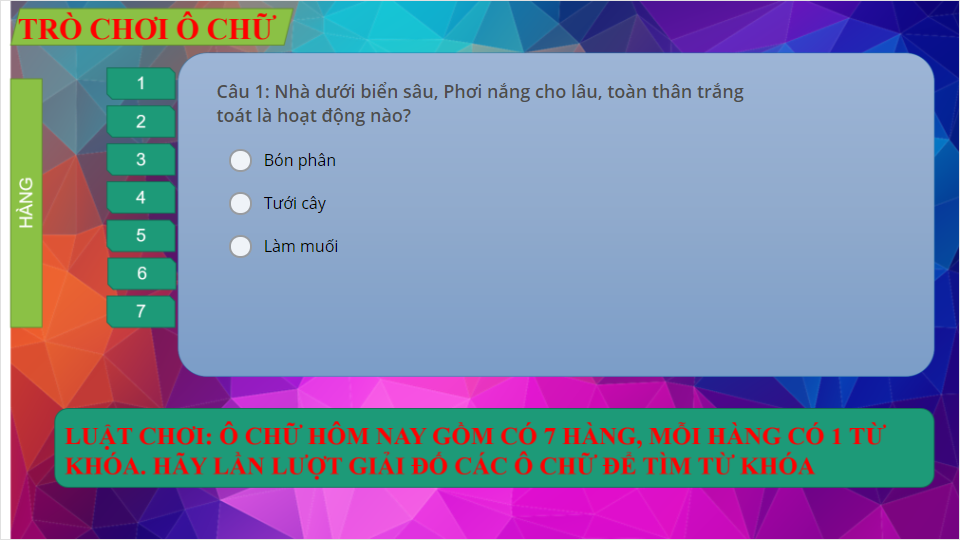 TRÒ CHƠI Ô CHỮ
HÀNG
1
2
3
4
5
6
7
Câu 1: Nhà dưới biển sâu, Phơi nắng cho lâu, toàn thân trắng
toát là hoạt động nào?
Bón phân
Tưới cây
Làm muối
LUẬT CHƠI: Ô CHỮ HÔM NAY GỒM CÓ 7 HÀNG, MỖI HÀNG CÓ 1 TỪ
KHÓA. HÃY LẦN LƯỢT GIẢI ĐỐ CÁC Ô CHỮ ĐỂ TÌM TỪ KHÓA